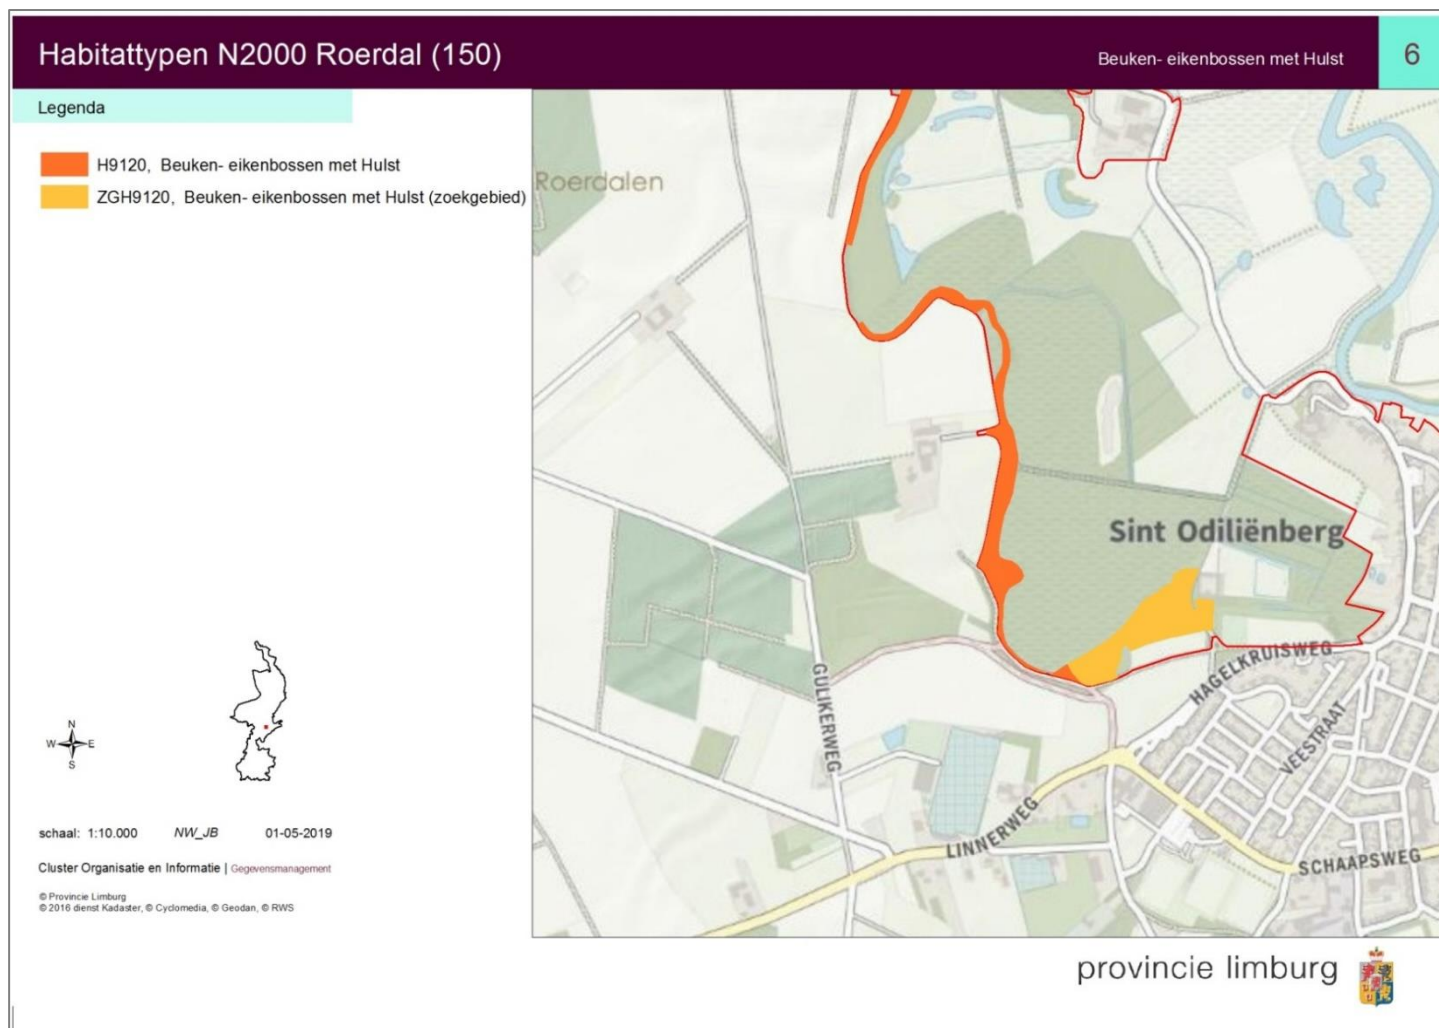 Habitattypen N2000 Roerdal (150)
Beuken- eikenbossen met Hulst
6
Legenda
H9120, Beuken- eikenbossen met Hulst
ZGH9120, Beuken- eikenbossen met Hulst (zoekgebied)
Roerdalen
Sint Odiliënberg
HAGELKRUISWEG
GULIKERWEG
VEESTRAAT
LINNERWEG
SCHAAPSWEG
N
W E
S
schaal: 1:10.000 NW_JB 01-05-2019
Cluster Organisatie en Informatie | Gegevensmanagement
© Provincie Limburg
© 2016 dienst Kadaster, © Cyclomedia, © Geodan, © RWS
provincie limburg